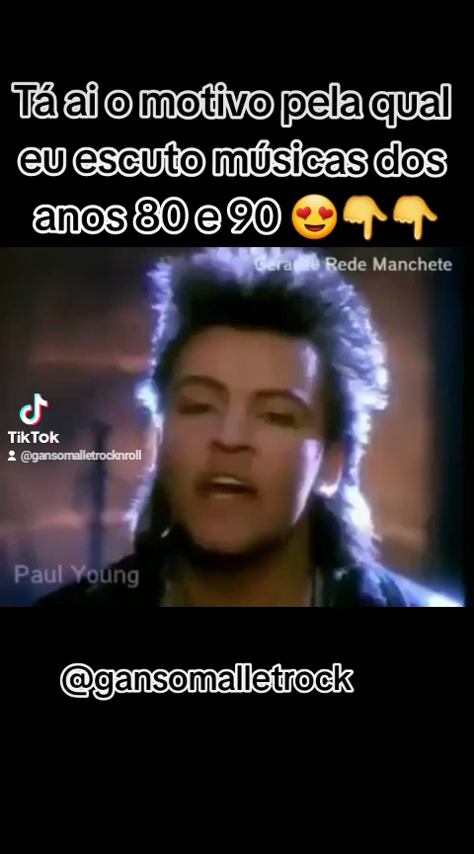 Tá ai o motivo pela qual
eu escuto músicas dos
anos 80 e 90 😍👇👇
Geração Rede Manchete
TikTok
@gansomalletrocknroll
Paul Young
@gansomalletrock